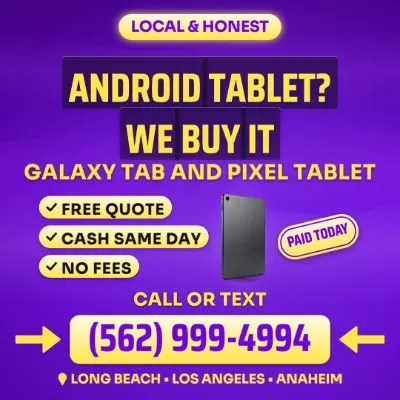 LOCAL & HONEST
ANDROID TABLET?
WE BUY IT
GALAXY TAB AND PIXEL TABLET
FREE QUOTE
CASH SAME DAY
NO FEES
PAID TODAY
CALL OR TEXT
(562) 999-4994
LONG BEACH • LOS ANGELES • ANAHEIM